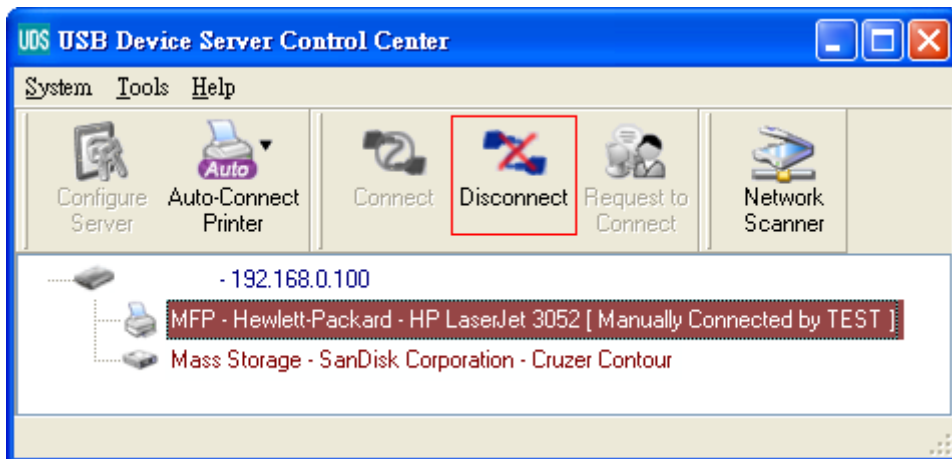 UDS USB Device Server Control Center
System Tools Help
Auto
Configure Server
Auto-Connect Printer
Connect
Disconnect
Request to Connect
Network Scanner
- 192.168.0.100
MFP - Hewlett-Packard - HP LaserJet 3052 [ Manually Connected by TEST ]
Mass Storage - SanDisk Corporation - Cruzer Contour